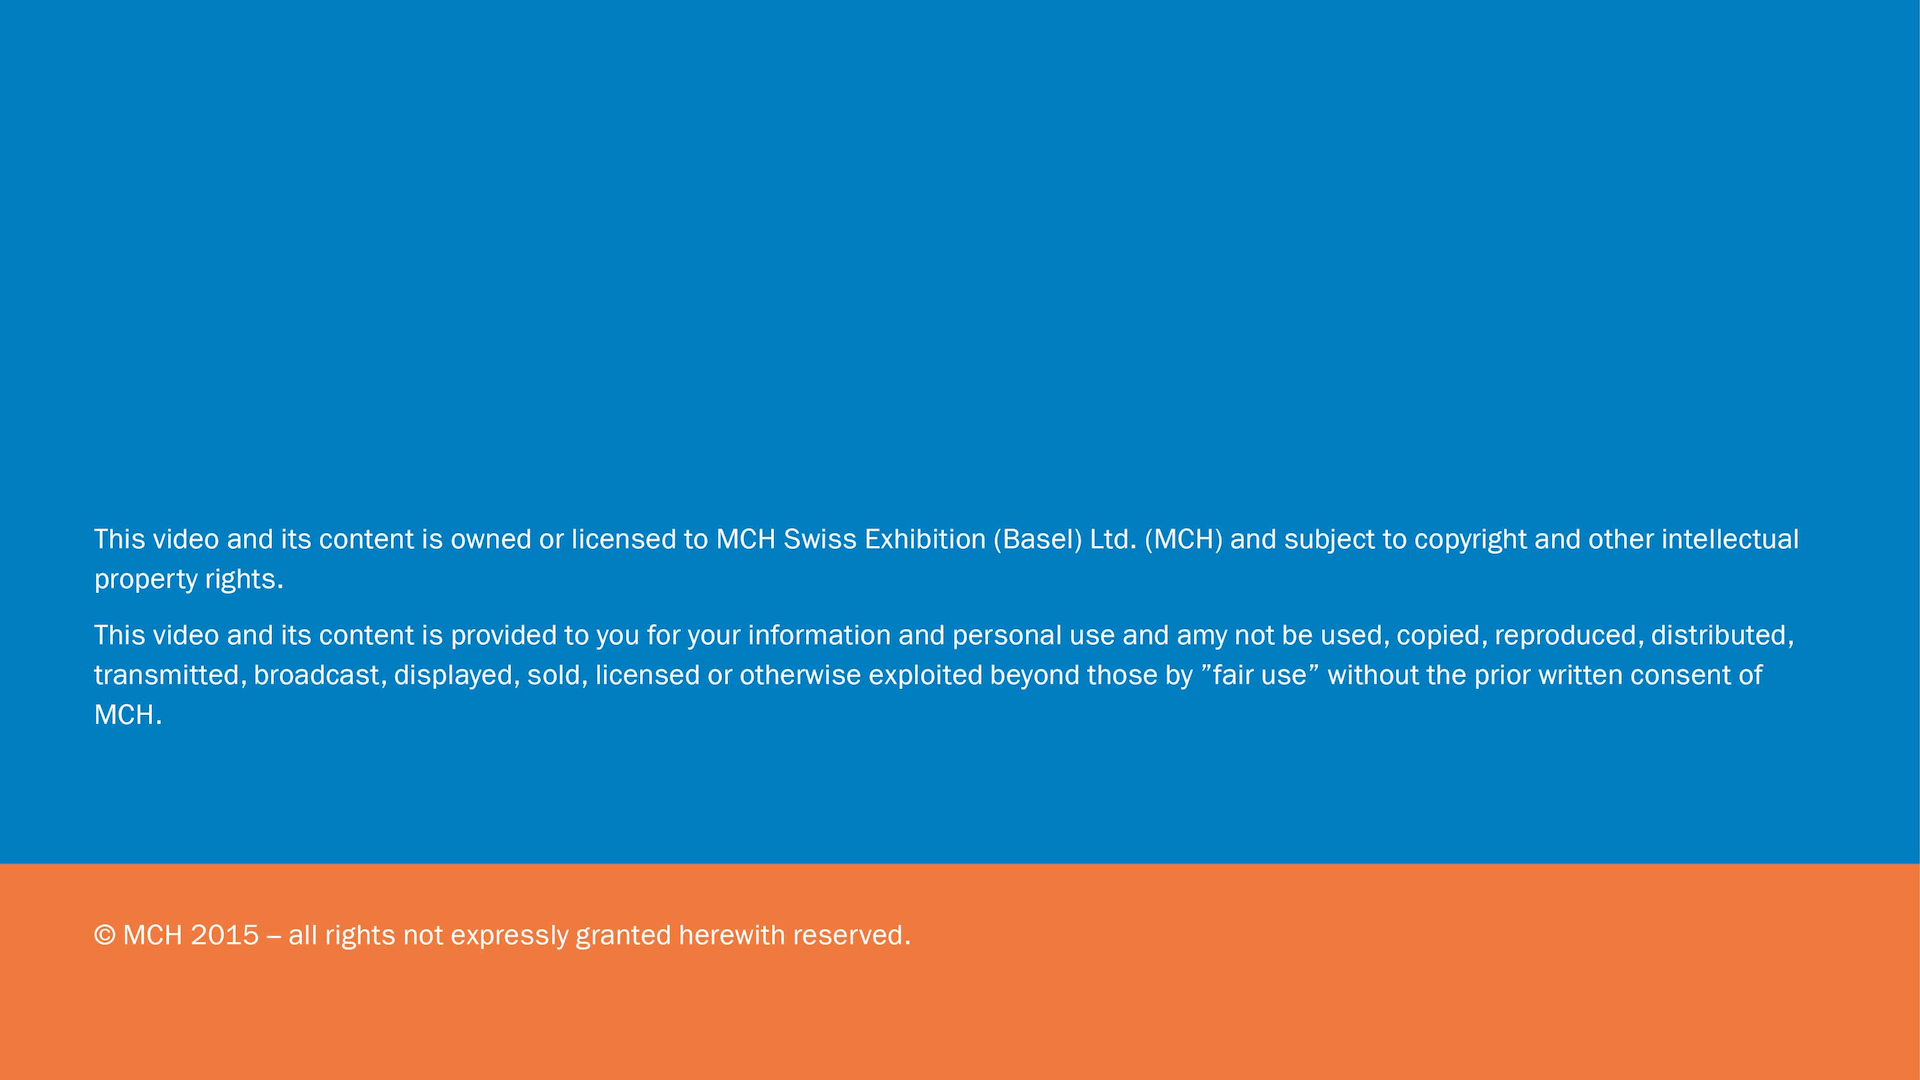 This video and its content is owned or licensed to MCH Swiss Exhibition (Basel) Ltd. (MCH) and subject to copyright and other intellectual
property rights.
This video and its content is provided to you for your information and personal use and amy not be used, copied, reproduced, distributed,
transmitted, broadcast, displayed, sold, licensed or otherwise exploited beyond those by ”fair use” without the prior written consent of
MCH.
© MCH 2015 – all rights not expressly granted herewith reserved.